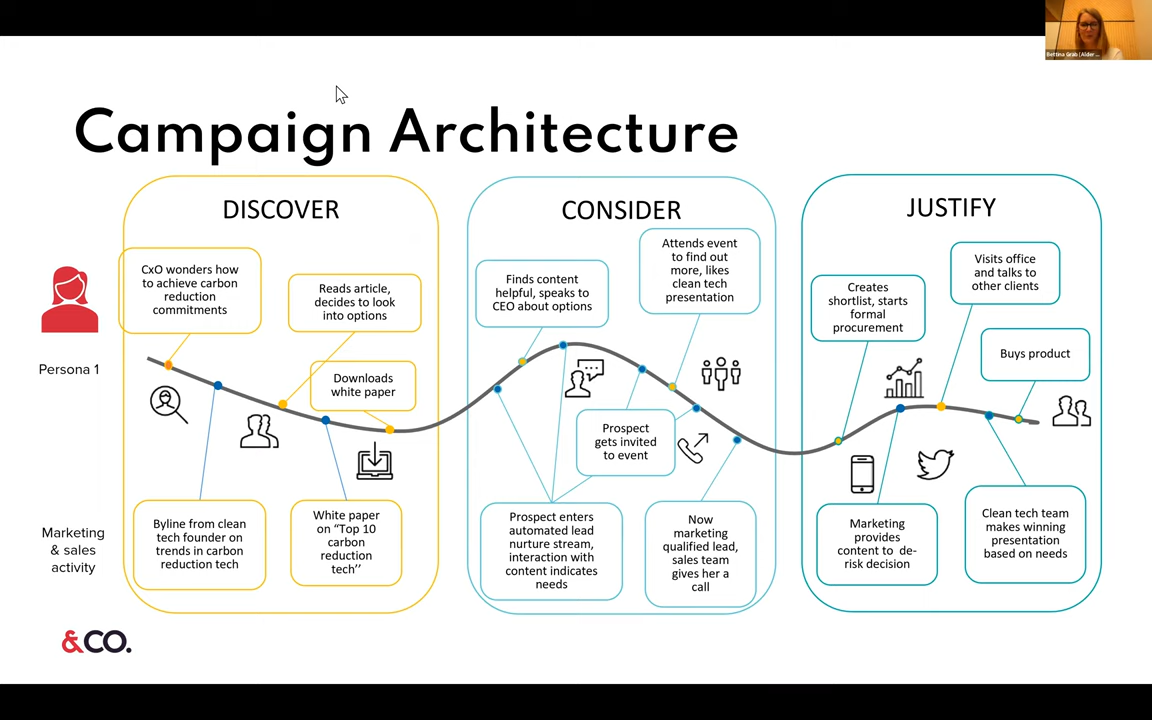 Bettina Grab (Alder ...
Campaign Architecture
DISCOVER
CONSIDER
JUSTIFY
Persona 1
CxO wonders how
to achieve carbon
reduction
commitments
Reads article,
decides to look
into options
Downloads
white paper
Finds content
helpful, speaks to
CEO about options
Attends event
to find out
more, likes
clean tech
presentation
Prospect
gets invited
to event
Creates
shortlist, starts
formal
procurement
Visits office
and talks to
other clients
Buys product
Marketing
& sales
activity
Byline from clean
tech founder on
trends in carbon
reduction tech
White paper
on “Top 10
carbon
reduction
tech’’
Prospect enters
automated lead
nurture stream,
interaction with
content indicates
needs
Now
marketing
qualified lead,
sales team
gives her a
call
Marketing
provides
content to de-
risk decision
Clean tech team
makes winning
presentation
based on needs
&CO.